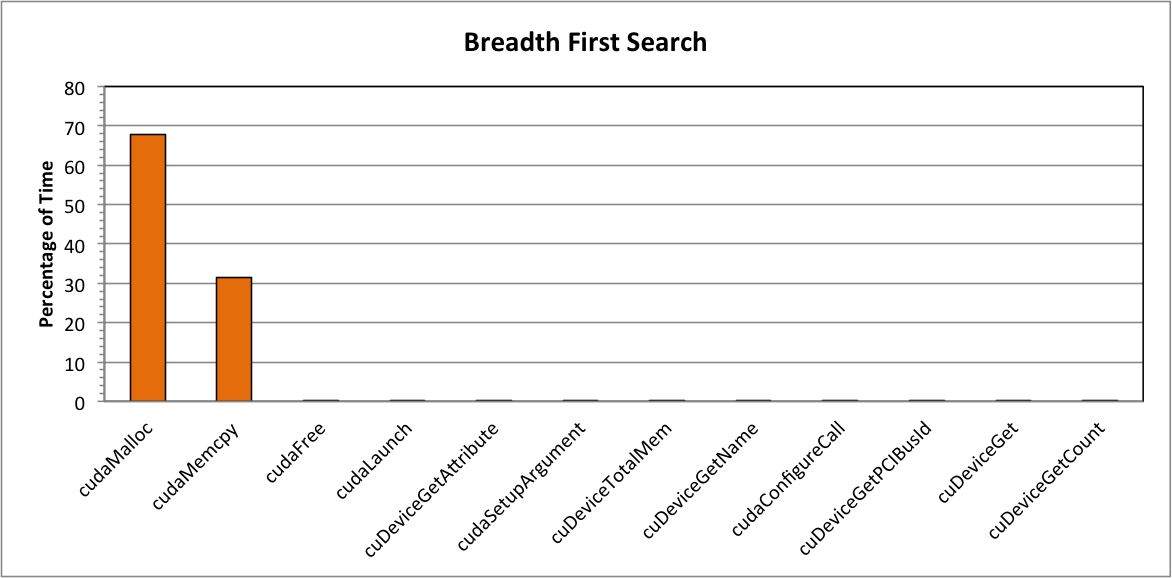 Breadth First Search
Percentage of Time
80
70
60
50
40
30
20
10
0
cudaMalloc
cudaMemcpy
cudaFree
cudaLaunch
cuDeviceGetAttribute
cudaSetupArgument
cuDeviceTotalMem
cuDeviceGetName
cudaConfigureCall
cuDeviceGetPCIBusId
cuDeviceGet
cuDeviceGetCount